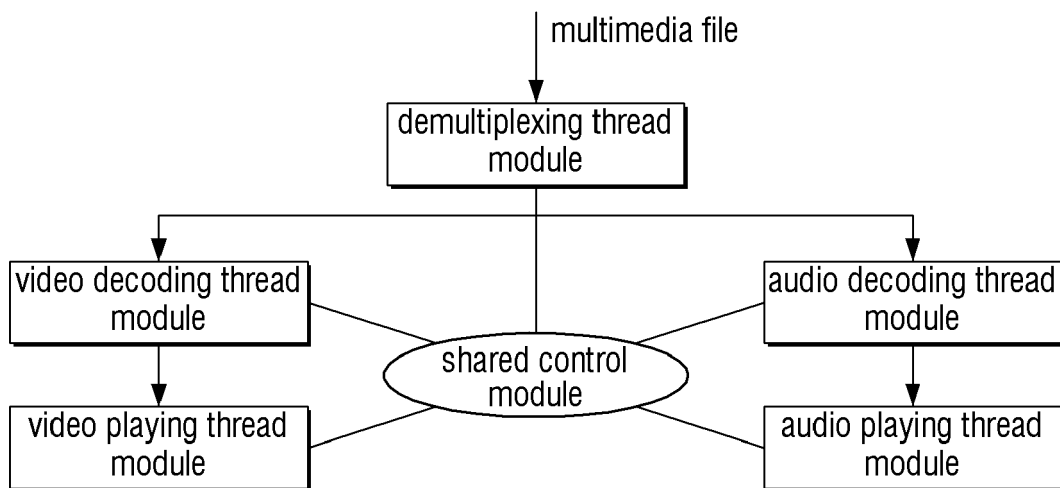 multimedia file
demultiplexing thread
module
video decoding thread
module
audio decoding thread
module
shared control
module
video playing thread
module
audio playing thread
module